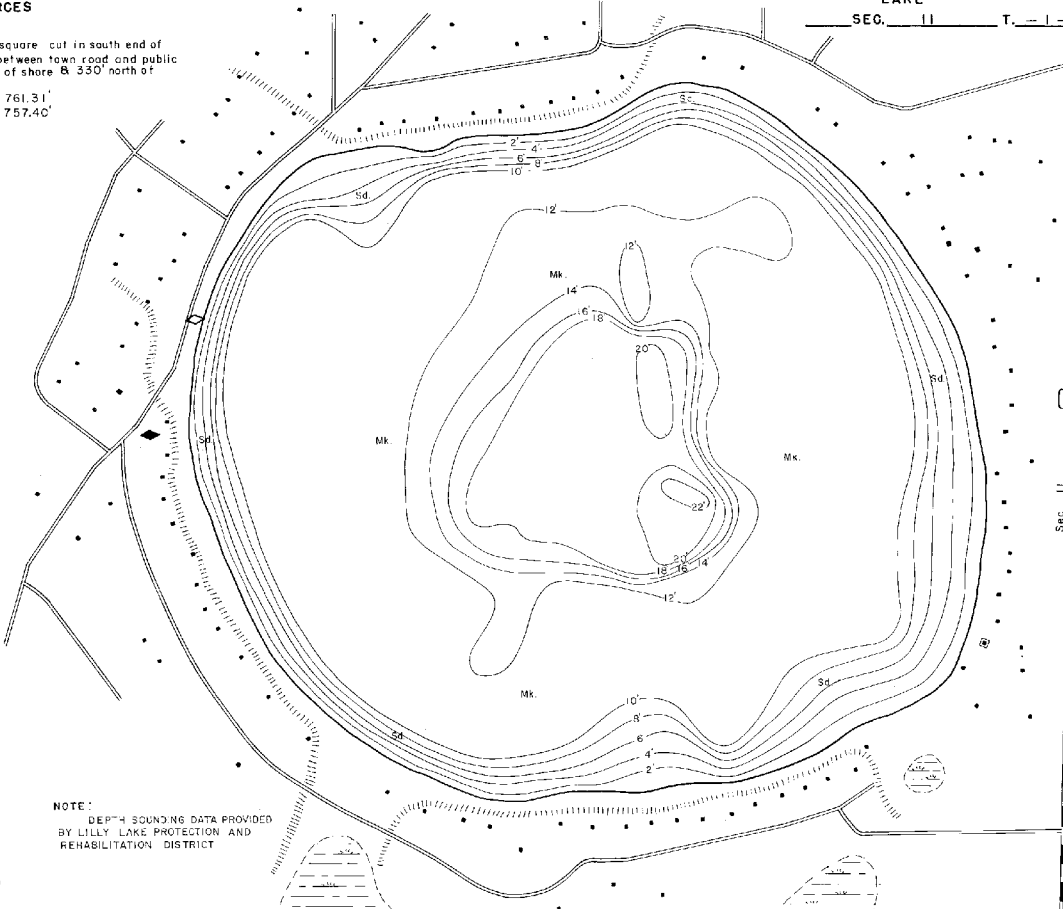 RCES
LAKE
SEC. 11 T. - 1 -
square cut in south end of
between town road and public
of shore & 330' north of
761.31'
757.40'
Sd.
2'
4'
6'
8'
10'
Sd.
12'
12'
Mk.
14'
16'
18'
20'
Sd.
Sd.
Mk.
Mk.
Sec. 11
22'
20'
18' 16' 14'
12'
Sd.
Mk.
10'
8'
6'
4'
2'
Sd.
NOTE:
DEPTH SOUNDING DATA PROVIDED
BY LILLY LAKE PROTECTION AND
REHABILITATION DISTRICT